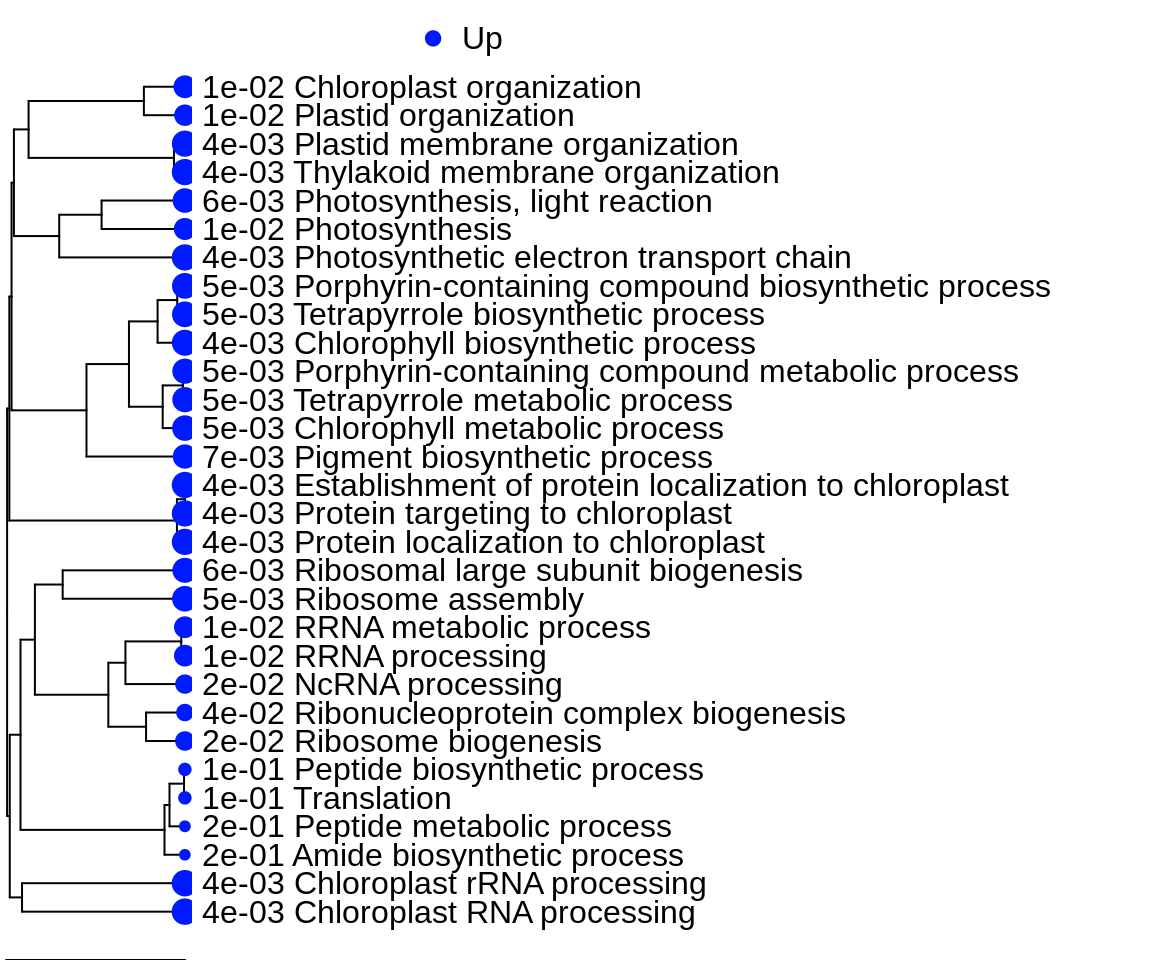 Up
1e-02 Chloroplast organization
1e-02 Plastid organization
4e-03 Plastid membrane organization
4e-03 Thylakoid membrane organization
6e-03 Photosynthesis, light reaction
1e-02 Photosynthesis
4e-03 Photosynthetic electron transport chain
5e-03 Porphyrin-containing compound biosynthetic process
5e-03 Tetrapyrrole biosynthetic process
4e-03 Chlorophyll biosynthetic process
5e-03 Porphyrin-containing compound metabolic process
5e-03 Tetrapyrrole metabolic process
5e-03 Chlorophyll metabolic process
7e-03 Pigment biosynthetic process
4e-03 Establishment of protein localization to chloroplast
4e-03 Protein targeting to chloroplast
4e-03 Protein localization to chloroplast
6e-03 Ribosomal large subunit biogenesis
5e-03 Ribosome assembly
1e-02 RRNA metabolic process
1e-02 RRNA processing
2e-02 NcRNA processing
4e-02 Ribonucleoprotein complex biogenesis
2e-02 Ribosome biogenesis
1e-01 Peptide biosynthetic process
1e-01 Translation
2e-01 Peptide metabolic process
2e-01 Amide biosynthetic process
4e-03 Chloroplast rRNA processing
4e-03 Chloroplast RNA processing